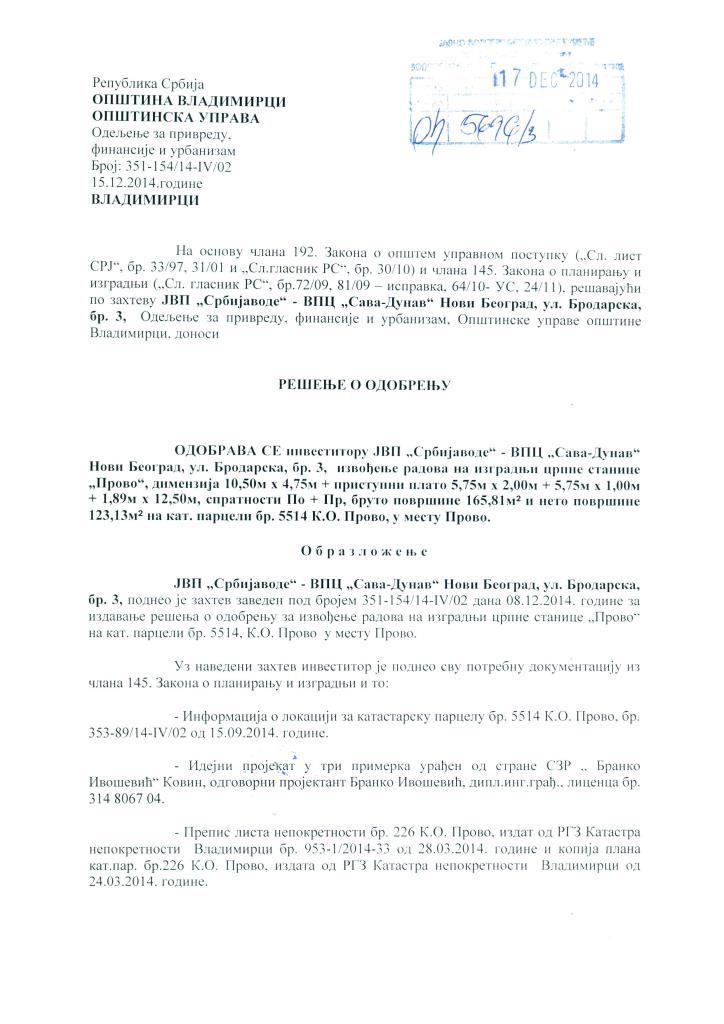 17 DEC 2014
5696/3
Република Србија
ОПШТИНА ВЛАДИМИРЦИ
ОПШТИНСКА УПРАВА
Одељење за привреду,
финансије и урбанизам
Број: 351-154/14-IV/02
15.12.2014.године
ВЛАДИМИРЦИ
На основу члана 192. Закона о општем управном поступку („Сл. лист
СРЈ“, бр. 33/97, 31/01 и „Сл.гласник РС“, бр. 30/10) и члана 145. Закона о планирању и
изградњи („Сл. гласник РС“, бр.72/09, 81/09 – исправка, 64/10- УС, 24/11), решавајући
по захтеву ЈВП „Србијаводе“ - ВПЦ „Сава-Дунав“ Нови Београд, ул. Бродарска,
бр. 3, Одељење за привреду, финансије и урбанизам, Општинске управе општине
Владимирци, доноси
РЕШЕЊЕ О ОДОБРЕЊУ
ОДОБРАВА СЕ инвеститору ЈВП „Србијаводе“ - ВПЦ „Сава-Дунав“
Нови Београд, ул. Бродарска, бр. 3, извођење радова на изградњи црпне станице
„Прово“, димензија 10,50м x 4,75м + приступни плато 5,75м x 2,00м + 5,75м x 1,00м
+ 1,89м x 12,50м, спратности По + Пр, бруто површине 165,81м² и нето површине
123,13м² на кат. парцели бр. 5514 К.О. Прово, у месту Прово.
О б р а з л о ж е њ е
ЈВП „Србијаводе“ - ВПЦ „Сава-Дунав“ Нови Београд, ул. Бродарска,
бр. 3, поднео је захтев заведен под бројем 351-154/14-IV/02 дана 08.12.2014. године за
издавање решења о одобрењу за извођење радова на изградњи црпне станице „Прово“
на кат. парцели бр. 5514, К.О. Прово у месту Прово.
Уз наведени захтев инвеститор је поднео сву потребну документацију из
члана 145. Закона о планирању и изградњи и то:
- Информација о локацији за катастарску парцелу бр. 5514 К.О. Прово, бр.
353-89/14-IV/02 од 15.09.2014. године.
- Идејни пројекат у три примерка урађен од стране СЗР „ Бранко
Ивошевић“ Ковин, одговорни пројектант Бранко Ивошевић, дипл.инг.грађ., лиценца бр.
314 8067 04.
- Препис листа непокретности бр. 226 К.О. Прово, издат од РГЗ Катастра
непокретности Владимирци бр. 953-1/2014-33 од 28.03.2014. године и копија плана
кат.пар. бр.226 К.О. Прово, издата од РГЗ Катастра непокретности Владимирци од
24.03.2014. године.